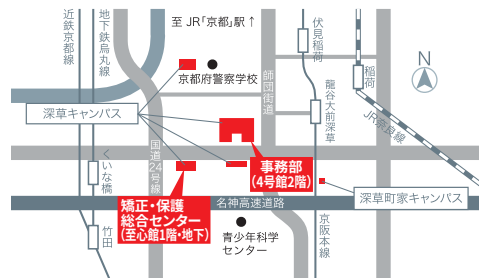 近鉄京都線
地下鉄烏丸線
至 JR「京都」駅↑
伏見稲荷
N
稲荷
京都府警察学校
師団街道
龍谷大前深草
JR奈良線
深草キャンパス
国道24号線
くいな橋
事務部
(4号館2階)
深草町家キャンパス
矯正・保護
総合センター
(至心館1階・地下)
名神高速道路
竹田
青少年科学
センター
京阪本線